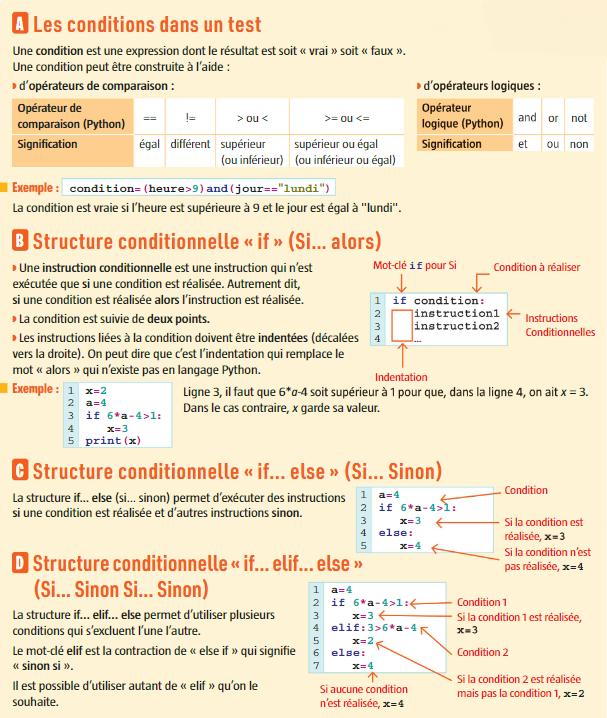 A Les conditions dans un test
Une condition est une expression dont le résultat est soit « vrai » soit « faux ».
Une condition peut être construite à l'aide :
d'opérateurs de comparaison :
Opérateur de comparaison (Python) == != > ou < >= ou <=
Signification égal différent supérieur (ou inférieur) supérieur ou égal (ou inférieur ou égal)
d'opérateurs logiques :
Opérateur logique (Python) and or not
Signification et ou non
Exemple : condition=(heure>9)and(jour=="lundi")
La condition est vraie si l'heure est supérieure à 9 et le jour est égal à "lundi".
B Structure conditionnelle « if » (Si... alors)
Une instruction conditionnelle est une instruction qui n'est
exécutée que si une condition est réalisée. Autrement dit,
si une condition est réalisée alors l'instruction est réalisée.
La condition est suivie de deux points.
Les instructions liées à la condition doivent être indentées (décalées
vers la droite). On peut dire que c'est l'indentation qui remplace le
mot « alors » qui n'existe pas en langage Python.
Mot-clé if pour Si
Condition à réaliser
1 if condition:
2 instruction1
3 instruction2
4 …
Instructions
Conditionnelles
Indentation
Exemple :
1 x=2
2 a=4
3 if 6*a-4>1:
4 x=3
5 print(x)
Ligne 3, il faut que 6*a-4 soit supérieur à 1 pour que, dans la ligne 4, on ait x = 3.
Dans le cas contraire, x garde sa valeur.
C Structure conditionnelle « if... else » (Si... Sinon)
La structure if... else (si... sinon) permet d'exécuter des instructions
si une condition est réalisée et d'autres instructions sinon.
1 a=4
2 if 6*a-4>1:
3 x=3
4 else:
5 x=4
Condition
Si la condition est
réalisée, x=3
Si la condition n'est
pas réalisée, x=4
D Structure conditionnelle « if... elif... else »
(Si... Sinon Si... Sinon)
La structure if... elif... else permet d'utiliser plusieurs
conditions qui s'excluent l'une l'autre.
Le mot-clé elif est la contraction de « else if » qui signifie
« sinon si ».
Il est possible d'utiliser autant de « elif » qu'on le
souhaite.
1 a=4
2 if 6*a-4>1:
3 x=3
4 elif:3>6*a-4
5 x=2
6 else:
7 x=4
Condition 1
Si la condition 1 est réalisée,
x=3
Condition 2
Si la condition 2 est réalisée
mais pas la condition 1, x=2
Si aucune condition
n'est réalisée, x=4